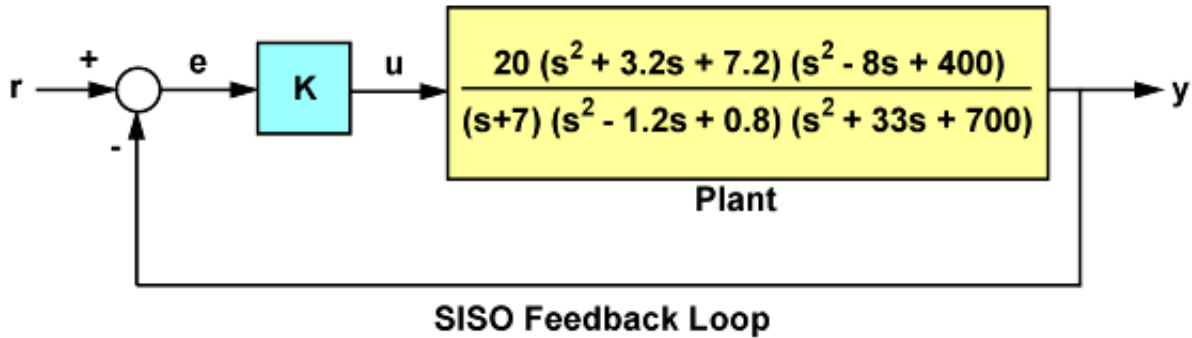 r + - e K u
20 (s² + 3.2s + 7.2) (s² - 8s + 400)
(s+7) (s² - 1.2s + 0.8) (s² + 33s + 700)
y
Plant
SISO Feedback Loop